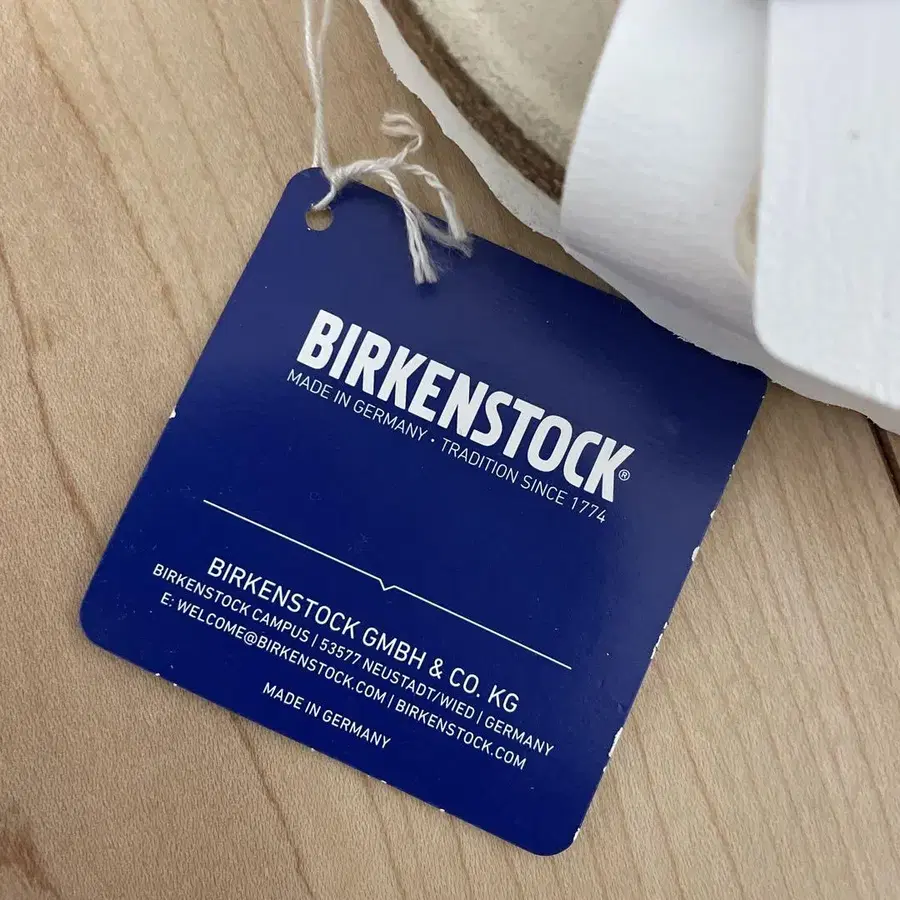 BIRKENSTOCK®
MADE IN GERMANY · TRADITION SINCE 1774
BIRKENSTOCK GMBH & CO. KG
BIRKENSTOCK CAMPUS | 53577 NEUSTADT/WIED | GERMANY
E: WELCOME@BIRKENSTOCK.COM | BIRKENSTOCK.COM
MADE IN GERMANY